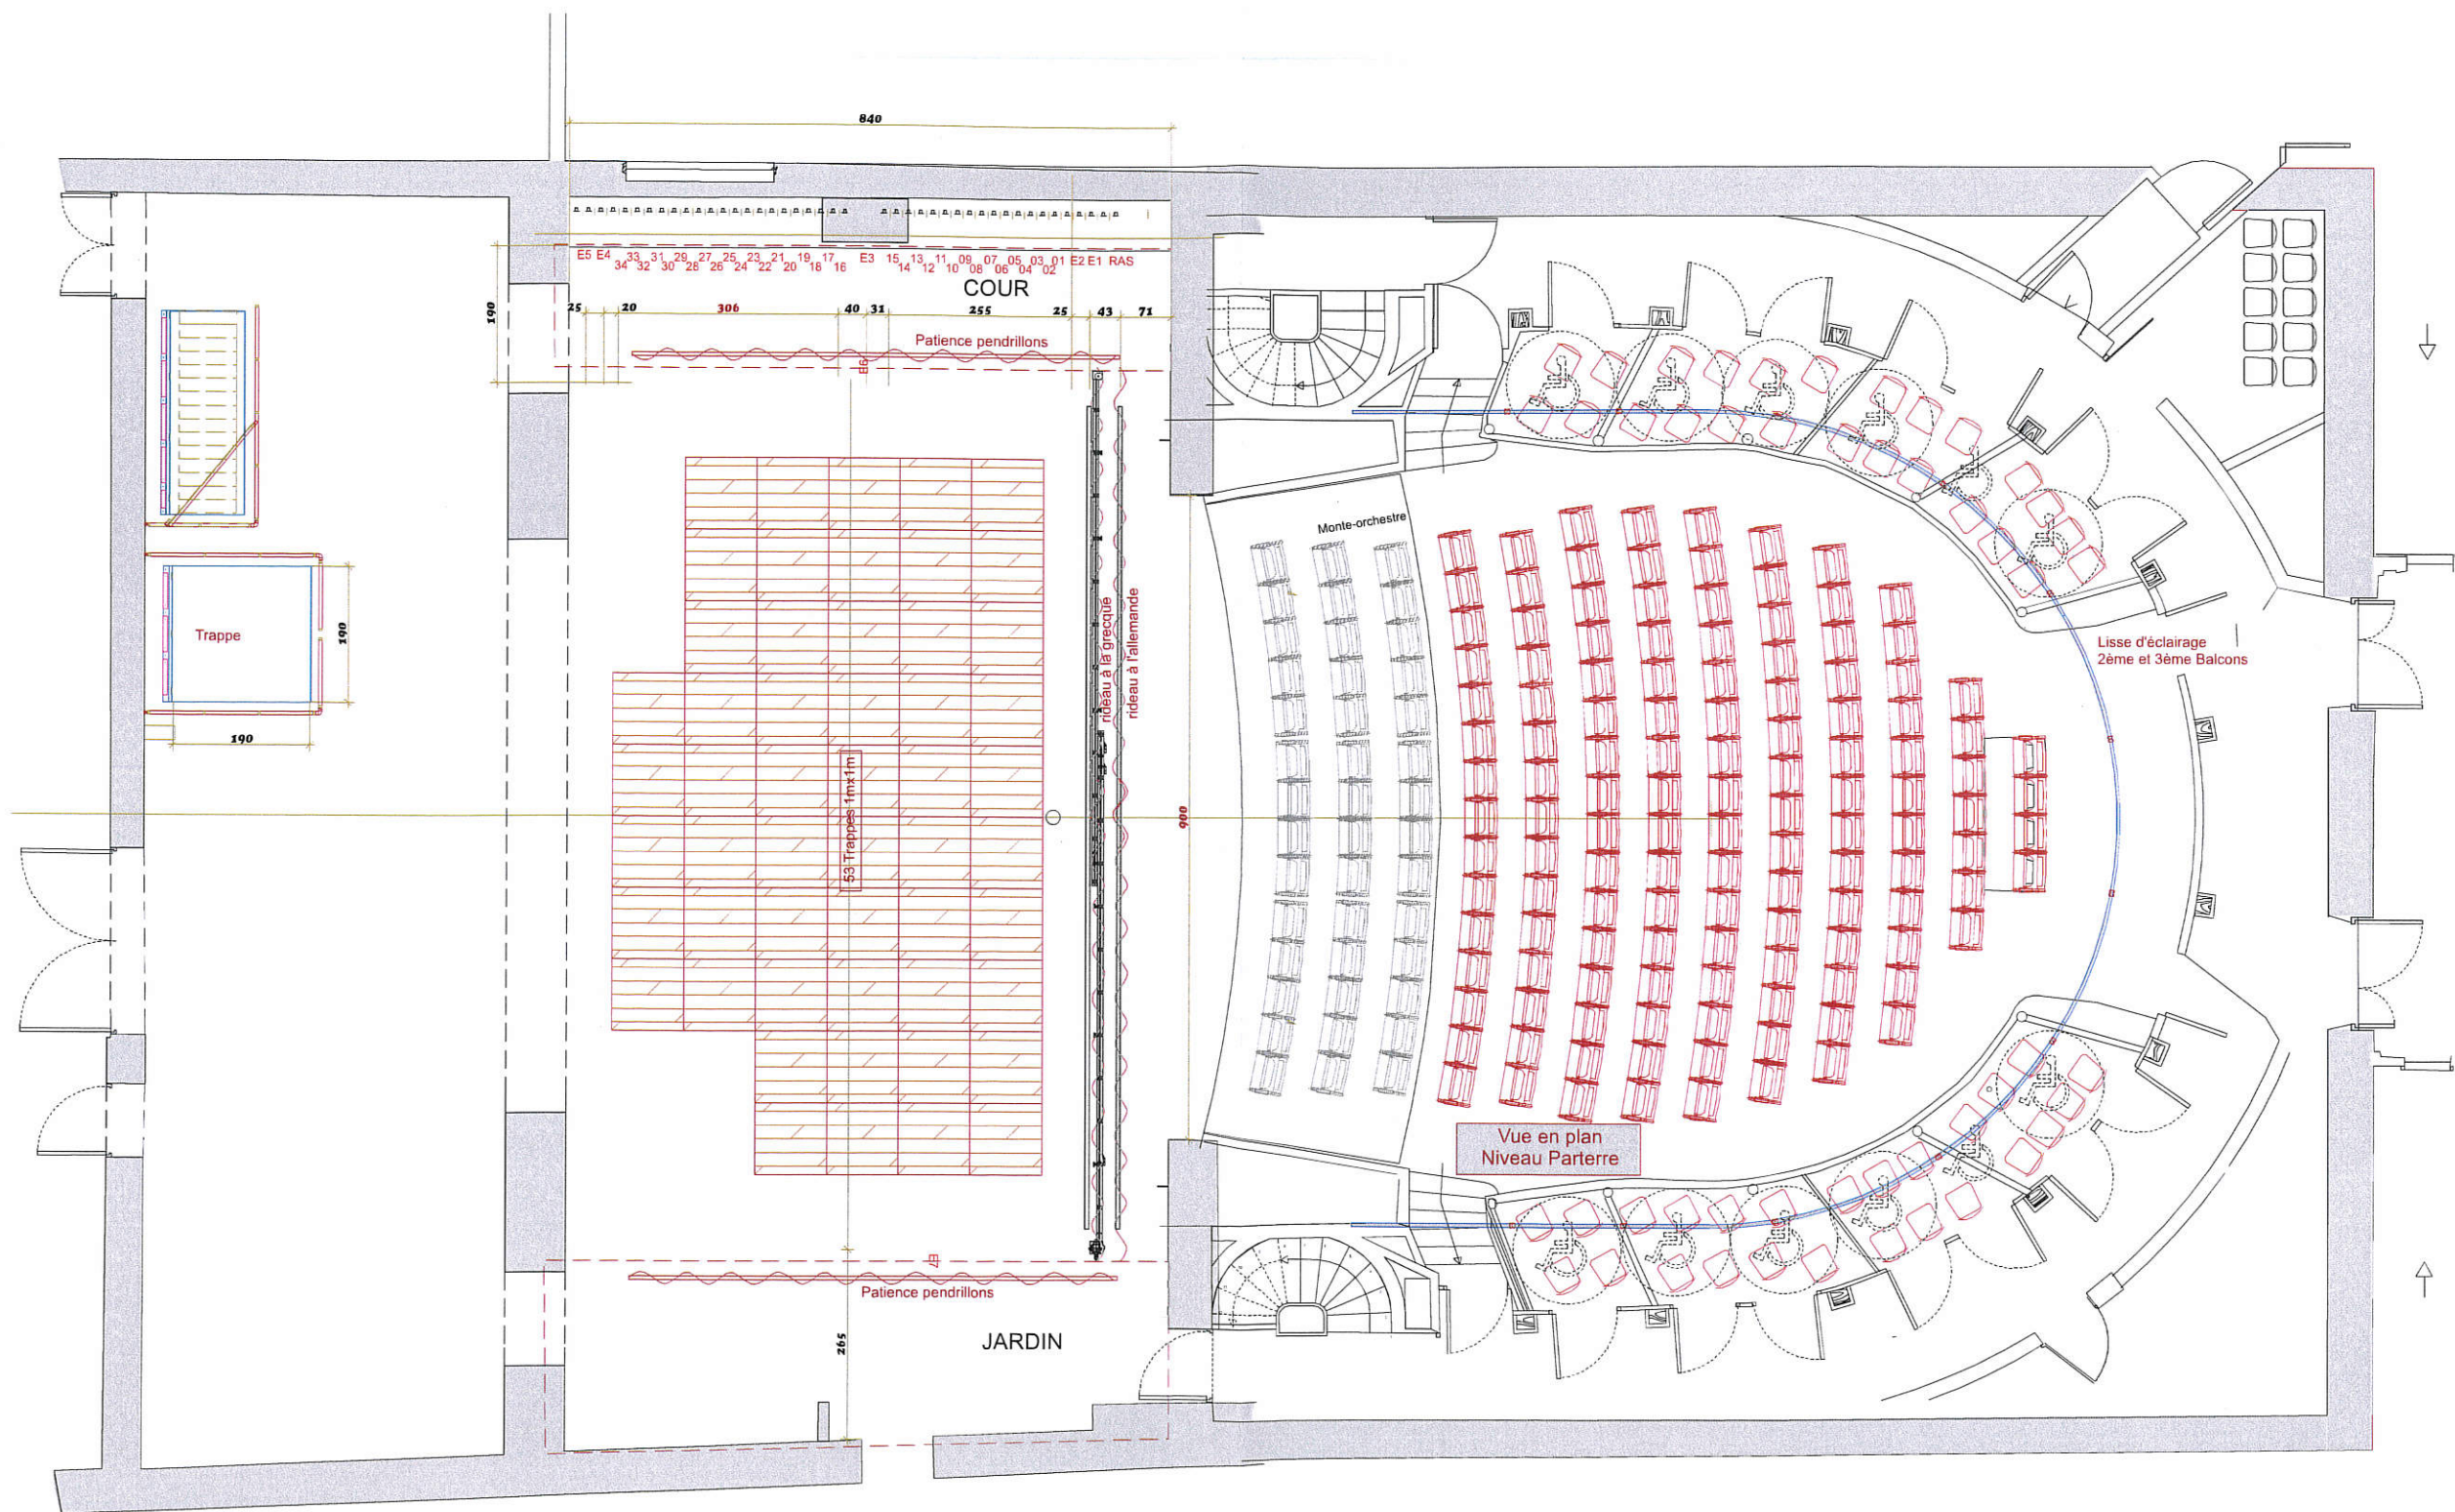 840
E5 E4 33 31 29 27 25 23 21 19 17 E3 15 13 11 09 07 05 03 01 E2 E1 RAS
34 32 30 28 26 24 22 20 18 16 14 12 10 08 06 04 02
COUR
190
25 20 306 40 31 255 25 43 71
Patience pendrillons
E6
Monte-orchestre
rideau à la grecque
rideau à l'allemande
Trappe
190
190
Lisse d'éclairage
2ème et 3ème Balcons
53 Trappes 1mx1m
900
Vue en plan
Niveau Parterre
E7
Patience pendrillons
JARDIN
265